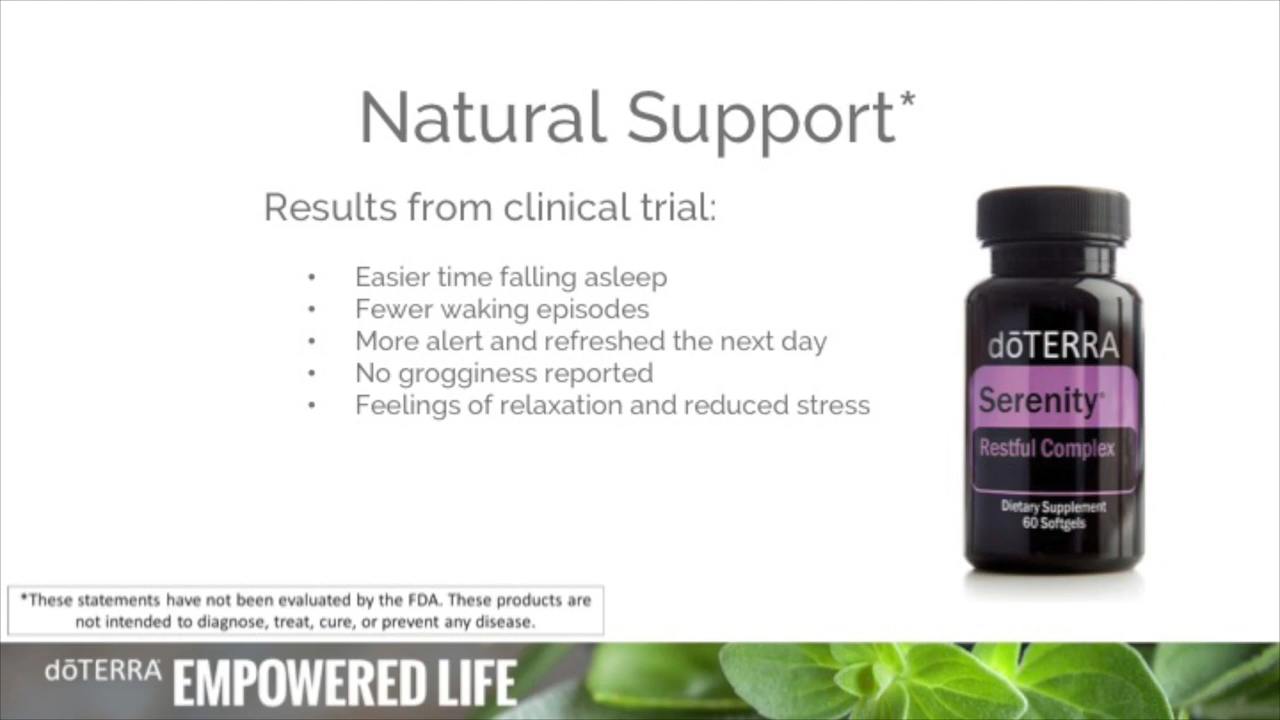 Natural Support*
Results from clinical trial:
• Easier time falling asleep
• Fewer waking episodes
• More alert and refreshed the next day
• No grogginess reported
• Feelings of relaxation and reduced stress
dōTERRA
Serenity®
Restful Complex
Dietary Supplement
60 Softgels
*These statements have not been evaluated by the FDA. These products are
not intended to diagnose, treat, cure, or prevent any disease.
dōTERRA EMPOWERED LIFE